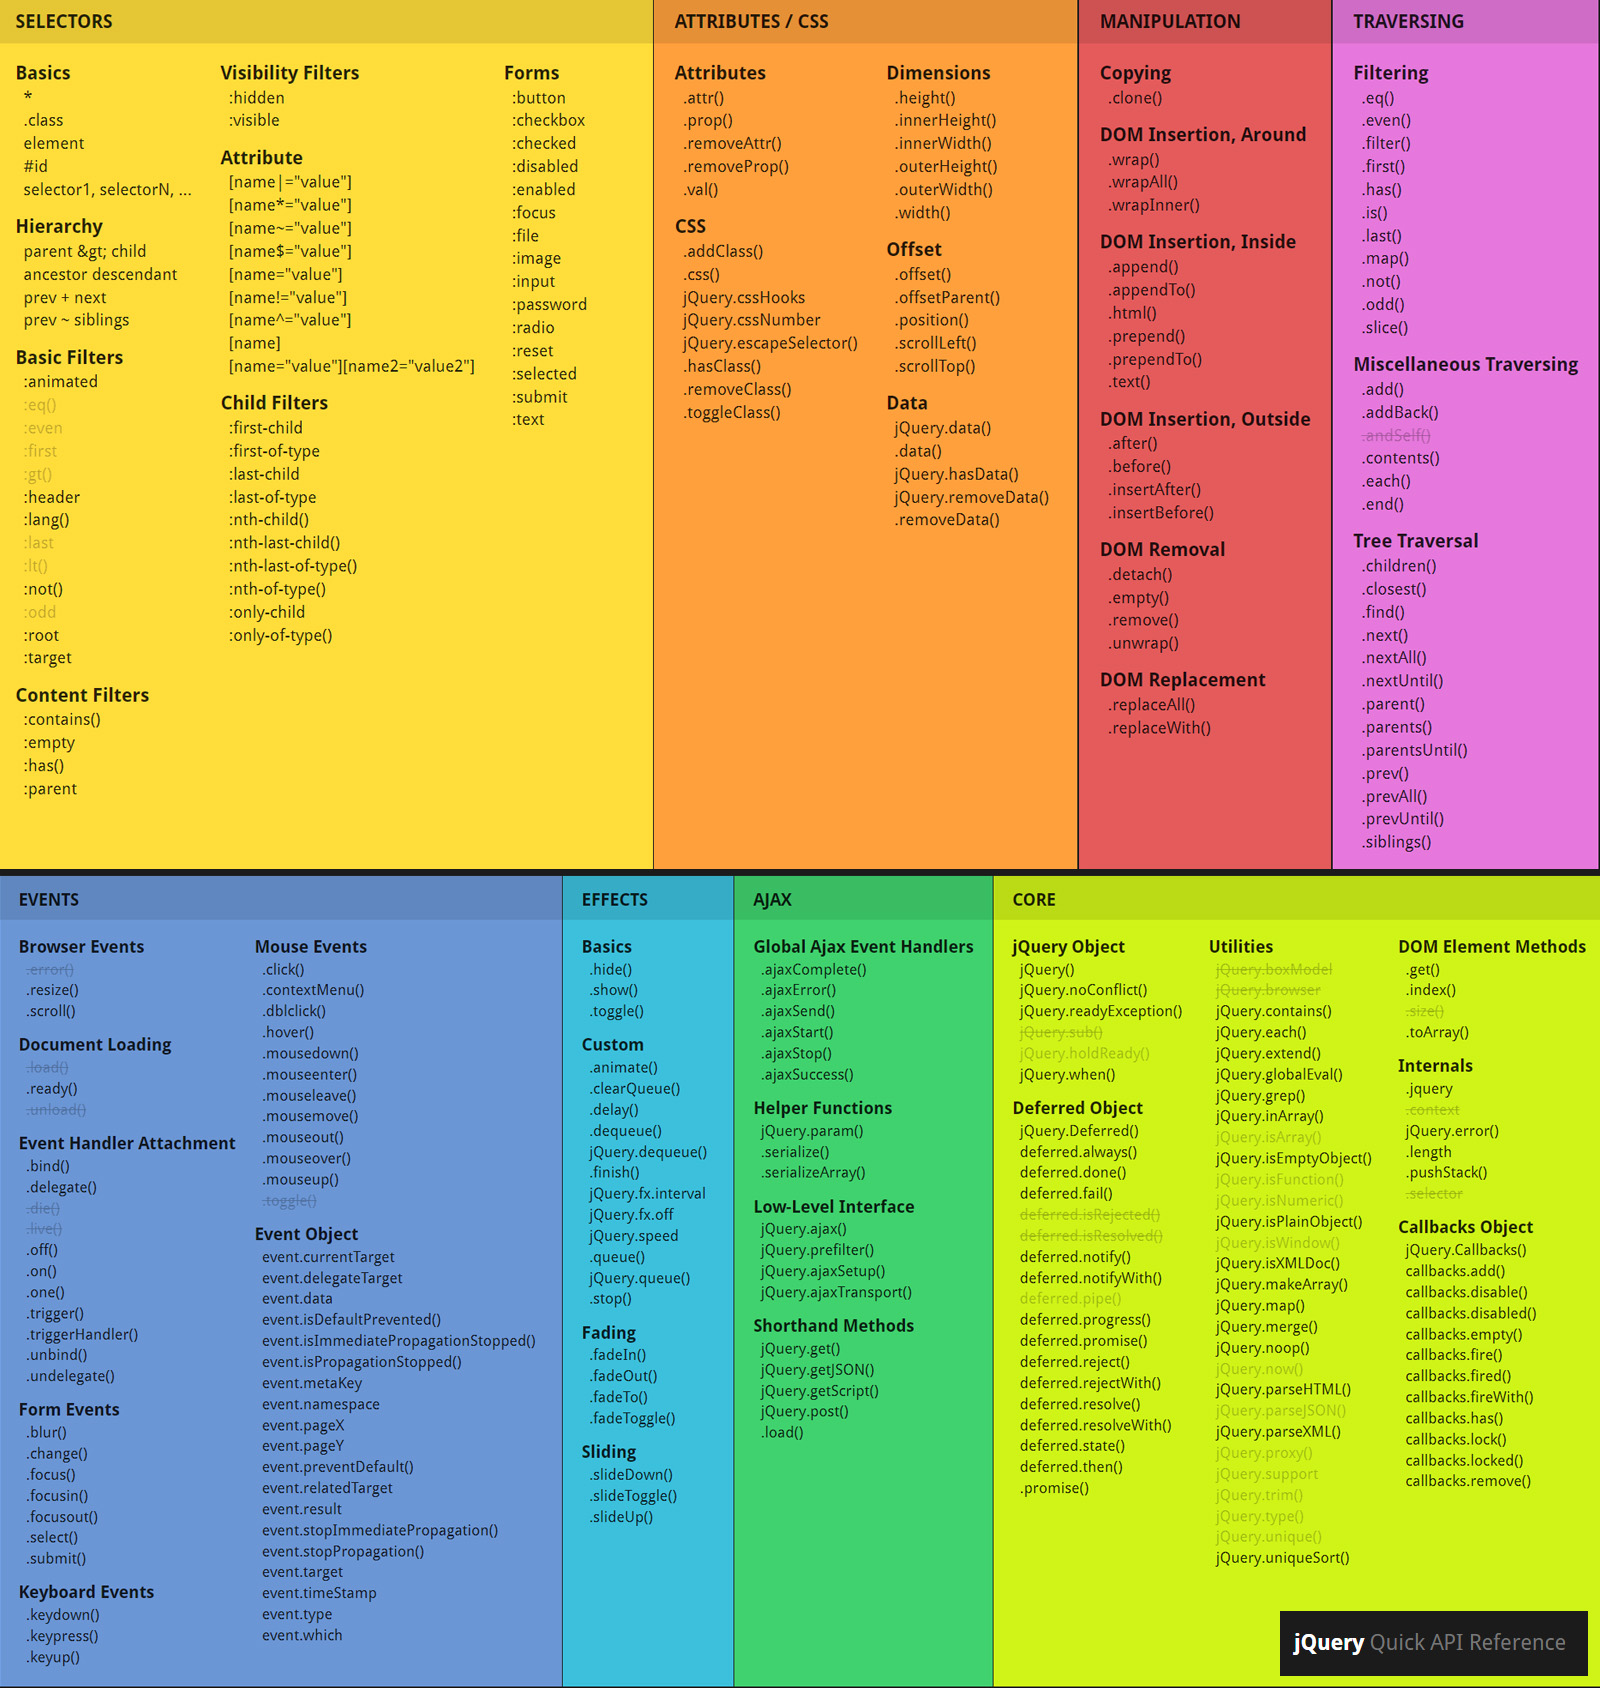 SELECTORS
Basics
*
.class
element
#id
selector1, selectorN, ...
Hierarchy
parent &gt; child
ancestor descendant
prev + next
prev ~ siblings
Basic Filters
:animated
:eq()
:even
:first
:gt()
:header
:lang()
:last
:lt()
:not()
:odd
:root
:target
Content Filters
:contains()
:empty
:has()
:parent
Visibility Filters
:hidden
:visible
Attribute
[name|="value"]
[name*="value"]
[name~="value"]
[name$="value"]
[name="value"]
[name!="value"]
[name^="value"]
[name]
[name="value"][name2="value2"]
Child Filters
:first-child
:first-of-type
:last-child
:last-of-type
:nth-child()
:nth-last-child()
:nth-last-of-type()
:nth-of-type()
:only-child
:only-of-type()
Forms
:button
:checkbox
:checked
:disabled
:enabled
:focus
:file
:image
:input
:password
:radio
:reset
:selected
:submit
:text
ATTRIBUTES / CSS
Attributes
.attr()
.prop()
.removeAttr()
.removeProp()
.val()
CSS
.addClass()
.css()
jQuery.cssHooks
jQuery.cssNumber
jQuery.escapeSelector()
.hasClass()
.removeClass()
.toggleClass()
Dimensions
.height()
.innerHeight()
.innerWidth()
.outerHeight()
.outerWidth()
.width()
Offset
.offset()
.offsetParent()
.position()
.scrollLeft()
.scrollTop()
Data
jQuery.data()
.data()
jQuery.hasData()
jQuery.removeData()
.removeData()
MANIPULATION
Copying
.clone()
DOM Insertion, Around
.wrap()
.wrapAll()
.wrapInner()
DOM Insertion, Inside
.append()
.appendTo()
.html()
.prepend()
.prependTo()
.text()
DOM Insertion, Outside
.after()
.before()
.insertAfter()
.insertBefore()
DOM Removal
.detach()
.empty()
.remove()
.unwrap()
DOM Replacement
.replaceAll()
.replaceWith()
TRAVERSING
Filtering
.eq()
.even()
.filter()
.first()
.has()
.is()
.last()
.map()
.not()
.odd()
.slice()
Miscellaneous Traversing
.add()
.addBack()
.andSelf()
.contents()
.each()
.end()
Tree Traversal
.children()
.closest()
.find()
.next()
.nextAll()
.nextUntil()
.parent()
.parents()
.parentsUntil()
.prev()
.prevAll()
.prevUntil()
.siblings()
EVENTS
Browser Events
.error()
.resize()
.scroll()
Document Loading
.load()
.ready()
.unload()
Event Handler Attachment
.bind()
.delegate()
.die()
.live()
.off()
.on()
.one()
.trigger()
.triggerHandler()
.unbind()
.undelegate()
Form Events
.blur()
.change()
.focus()
.focusin()
.focusout()
.select()
.submit()
Keyboard Events
.keydown()
.keypress()
.keyup()
Mouse Events
.click()
.contextMenu()
.dblclick()
.hover()
.mousedown()
.mouseenter()
.mouseleave()
.mousemove()
.mouseout()
.mouseover()
.mouseup()
.toggle()
Event Object
event.currentTarget
event.delegateTarget
event.data
event.isDefaultPrevented()
event.isImmediatePropagationStopped()
event.isPropagationStopped()
event.metaKey
event.namespace
event.pageX
event.pageY
event.preventDefault()
event.relatedTarget
event.result
event.stopImmediatePropagation()
event.stopPropagation()
event.target
event.timeStamp
event.type
event.which
EFFECTS
Basics
.hide()
.show()
.toggle()
Custom
.animate()
.clearQueue()
.delay()
.dequeue()
jQuery.dequeue()
.finish()
jQuery.fx.interval
jQuery.fx.off
jQuery.speed
.queue()
jQuery.queue()
.stop()
Fading
.fadeIn()
.fadeOut()
.fadeTo()
.fadeToggle()
Sliding
.slideDown()
.slideToggle()
.slideUp()
AJAX
Global Ajax Event Handlers
.ajaxComplete()
.ajaxError()
.ajaxSend()
.ajaxStart()
.ajaxStop()
.ajaxSuccess()
Helper Functions
jQuery.param()
.serialize()
.serializeArray()
Low-Level Interface
jQuery.ajax()
jQuery.prefilter()
jQuery.ajaxSetup()
jQuery.ajaxTransport()
Shorthand Methods
jQuery.get()
jQuery.getJSON()
jQuery.getScript()
jQuery.post()
.load()
CORE
jQuery Object
jQuery()
jQuery.noConflict()
jQuery.readyException()
jQuery.sub()
jQuery.holdReady()
jQuery.when()
Deferred Object
jQuery.Deferred()
deferred.always()
deferred.done()
deferred.fail()
deferred.isRejected()
deferred.isResolved()
deferred.notify()
deferred.notifyWith()
deferred.pipe()
deferred.progress()
deferred.promise()
deferred.reject()
deferred.rejectWith()
deferred.resolve()
deferred.resolveWith()
deferred.state()
deferred.then()
.promise()
Utilities
jQuery.boxModel
jQuery.browser
jQuery.contains()
jQuery.each()
jQuery.extend()
jQuery.globalEval()
jQuery.grep()
jQuery.inArray()
jQuery.isArray()
jQuery.isEmptyObject()
jQuery.isFunction()
jQuery.isNumeric()
jQuery.isPlainObject()
jQuery.isWindow()
jQuery.isXMLDoc()
jQuery.makeArray()
jQuery.map()
jQuery.merge()
jQuery.noop()
jQuery.now()
jQuery.parseHTML()
jQuery.parseJSON()
jQuery.parseXML()
jQuery.proxy()
jQuery.support
jQuery.trim()
jQuery.type()
jQuery.unique()
jQuery.uniqueSort()
DOM Element Methods
.get()
.index()
.size()
.toArray()
Internals
.jquery
.context
jQuery.error()
.length
.pushStack()
.selector
Callbacks Object
jQuery.Callbacks()
callbacks.add()
callbacks.disable()
callbacks.disabled()
callbacks.empty()
callbacks.fire()
callbacks.fired()
callbacks.fireWith()
callbacks.has()
callbacks.lock()
callbacks.locked()
callbacks.remove()
jQuery Quick API Reference